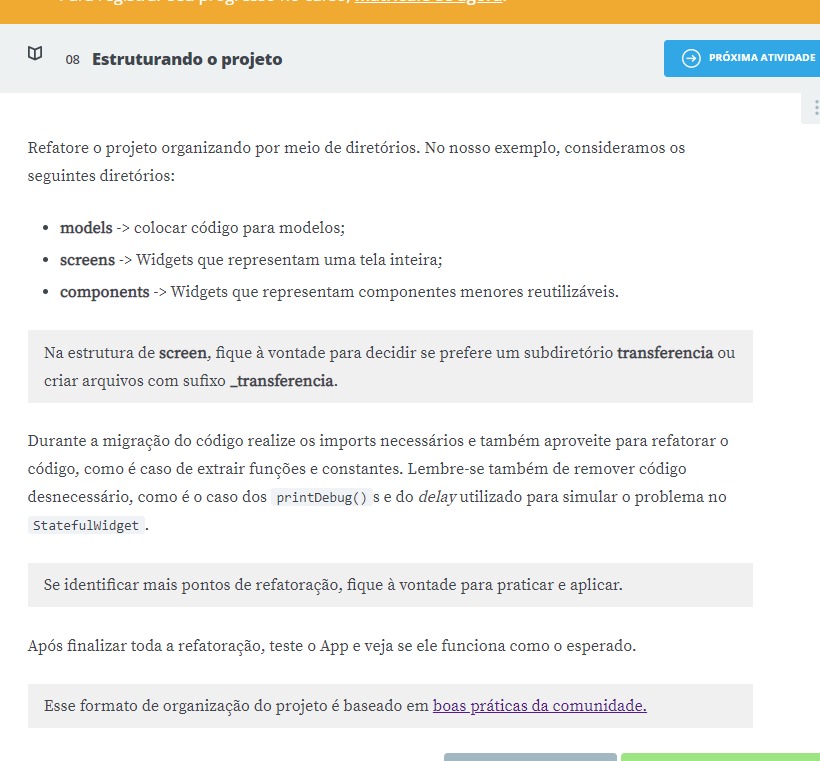 08 Estruturando o projeto
PRÓXIMA ATIVIDADE
Refatore o projeto organizando por meio de diretórios. No nosso exemplo, consideramos os
seguintes diretórios:
• models -> colocar código para modelos;
• screens -> Widgets que representam uma tela inteira;
• components -> Widgets que representam componentes menores reutilizáveis.
Na estrutura de screen, fique à vontade para decidir se prefere um subdiretório transferencia ou
criar arquivos com sufixo _transferencia.
Durante a migração do código realize os imports necessários e também aproveite para refatorar o
código, como é caso de extrair funções e constantes. Lembre-se também de remover código
desnecessário, como é o caso dos printDebug() s e do delay utilizado para simular o problema no
StatefulWidget .
Se identificar mais pontos de refatoração, fique à vontade para praticar e aplicar.
Após finalizar toda a refatoração, teste o App e veja se ele funciona como o esperado.
Esse formato de organização do projeto é baseado em boas práticas da comunidade.